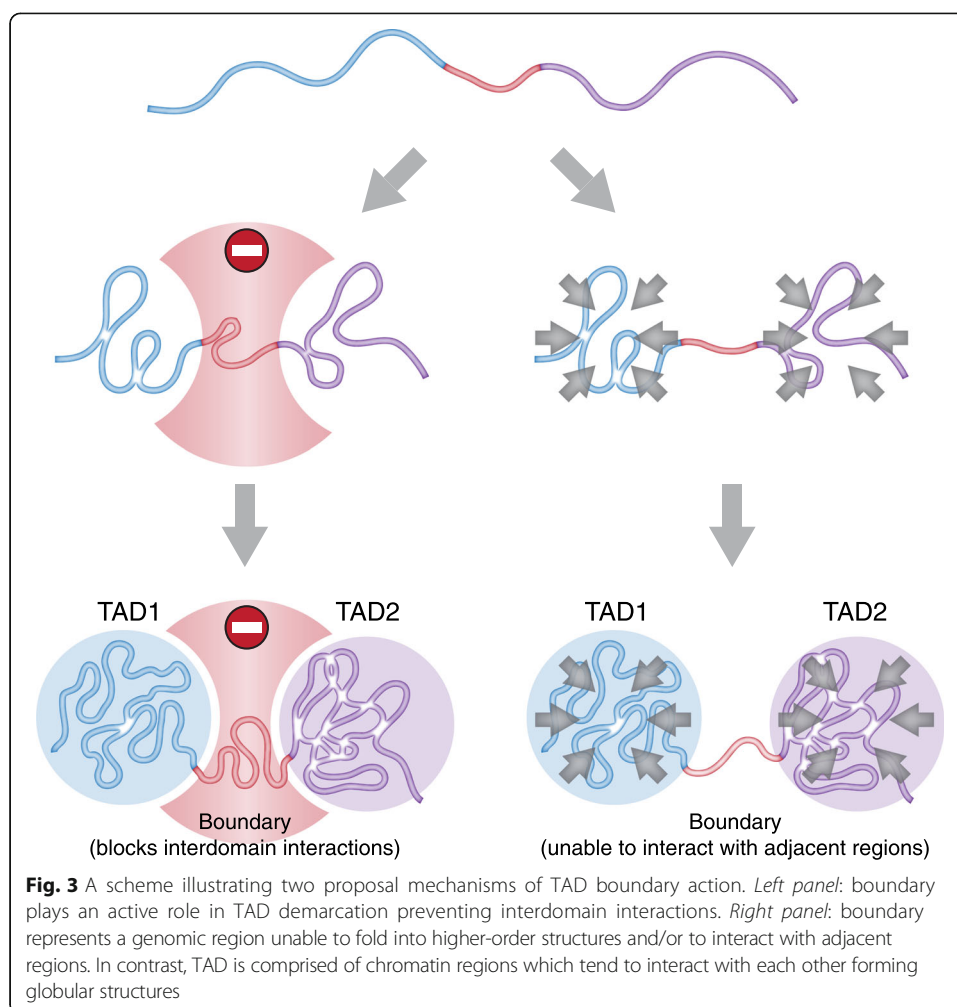 TAD1
TAD2
TAD1
TAD2
Boundary
(blocks interdomain interactions)
Boundary
(unable to interact with adjacent regions)
Fig. 3 A scheme illustrating two proposal mechanisms of TAD boundary action. Left panel: boundary
plays an active role in TAD demarcation preventing interdomain interactions. Right panel: boundary
represents a genomic region unable to fold into higher-order structures and/or to interact with adjacent
regions. In contrast, TAD is comprised of chromatin regions which tend to interact with each other forming
globular structures